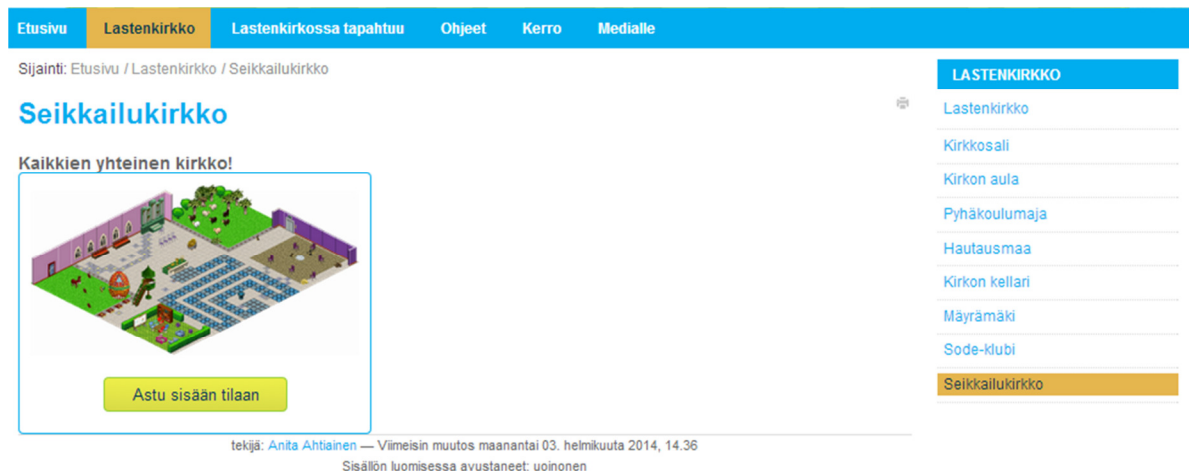 Etusivu Lastenkirkko Lastenkirkossa tapahtuu Ohjeet Kerro Medialle
Sijainti: Etusivu / Lastenkirkko / Seikkailukirkko
Seikkailukirkko
Kaikkien yhteinen kirkko!
Astu sisään tilaan
tekijä: Anita Ahtiainen — Viimeisin muutos maanantai 03. helmikuuta 2014, 14.36
Sisällön luomisessa avustaneet: uoinonen
LASTENKIRKKO
Lastenkirkko
Kirkkosali
Kirkon aula
Pyhäkoulumaja
Hautausmaa
Kirkon kellari
Mäyrämäki
Sode-klubi
Seikkailukirkko